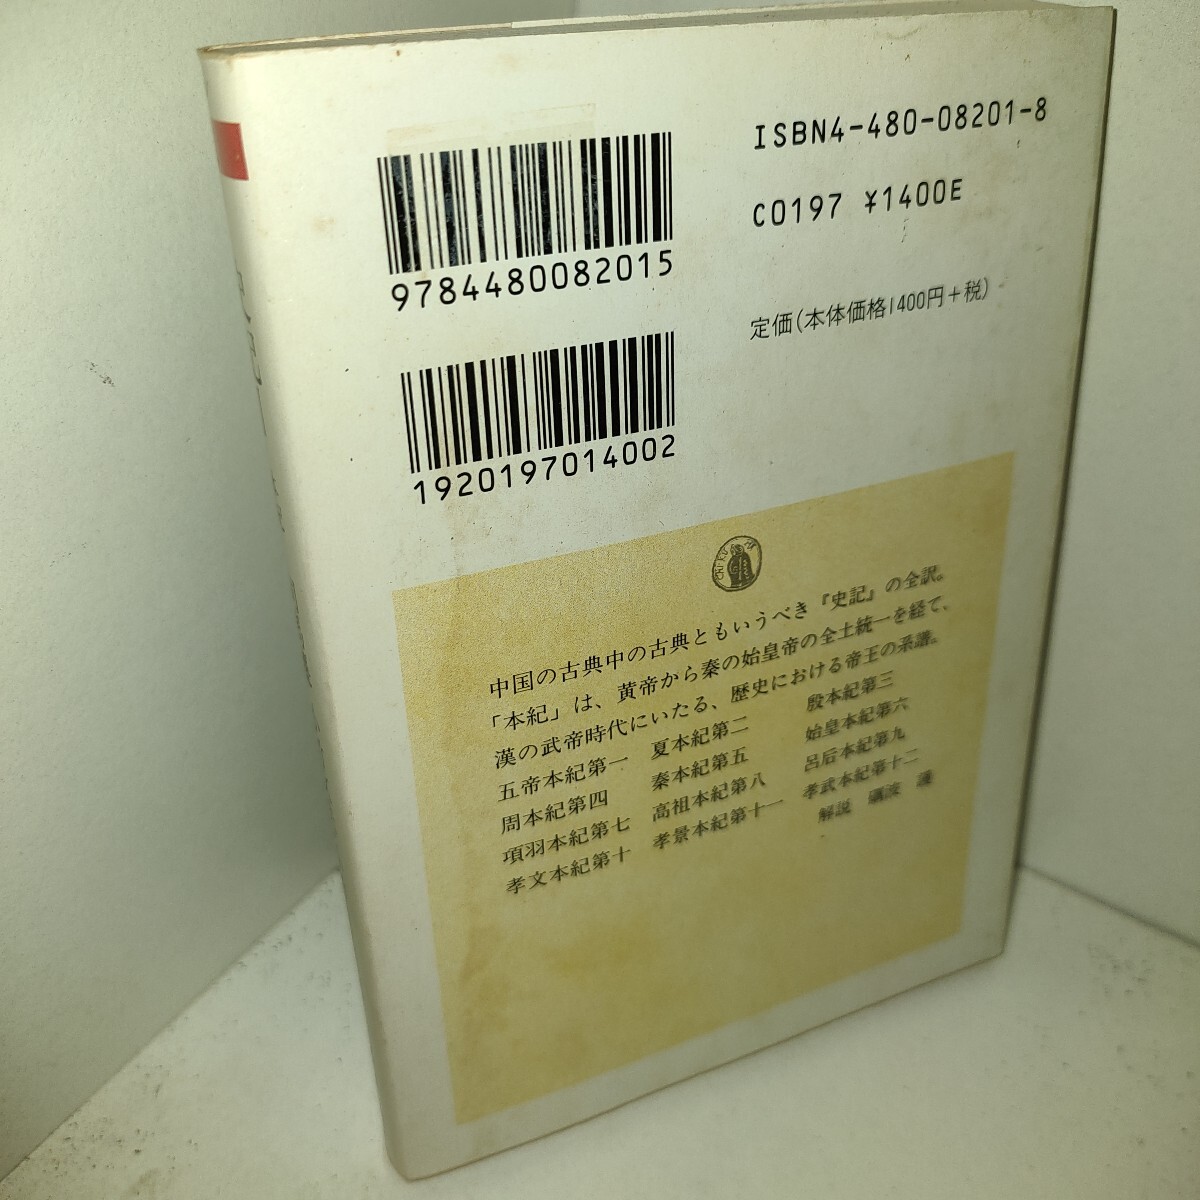 ISBN4-480-08201-8
C0197 ¥1400E
定価(本体価格1400円+税)
9784480082015
1920197014002
中国の古典中の古典ともいうべき『史記』の全訳。
「本紀」は、黄帝から秦の始皇帝の全土統一を経て、
漢の武帝時代にいたる、歴史における帝王の系譜。
五帝本紀第一 夏本紀第二 殷本紀第三
周本紀第四 秦本紀第五 始皇本紀第六
項羽本紀第七 高祖本紀第八 呂后本紀第九
孝文本紀第十 孝景本紀第十一 孝武本紀第十二
解説 礪波 護